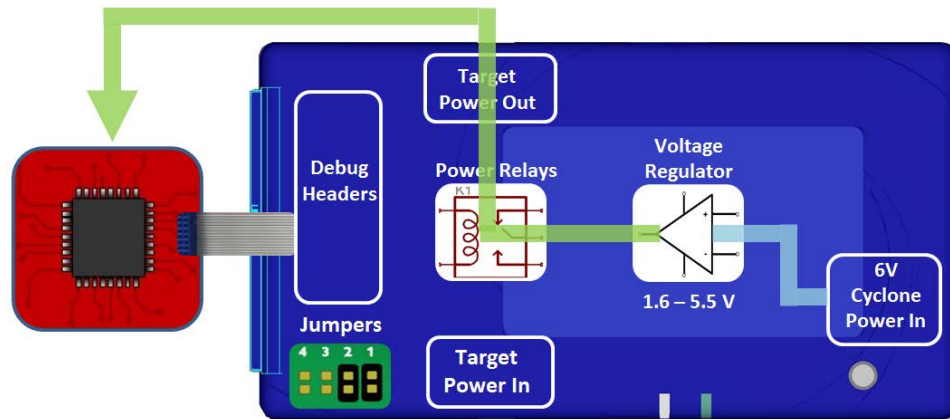 Target
Power Out
Debug
Headers
Power Relays
K1
Voltage
Regulator
+
-
1.6 – 5.5 V
6V
Cyclone
Power In
Jumpers
4 3 2 1
Target
Power In